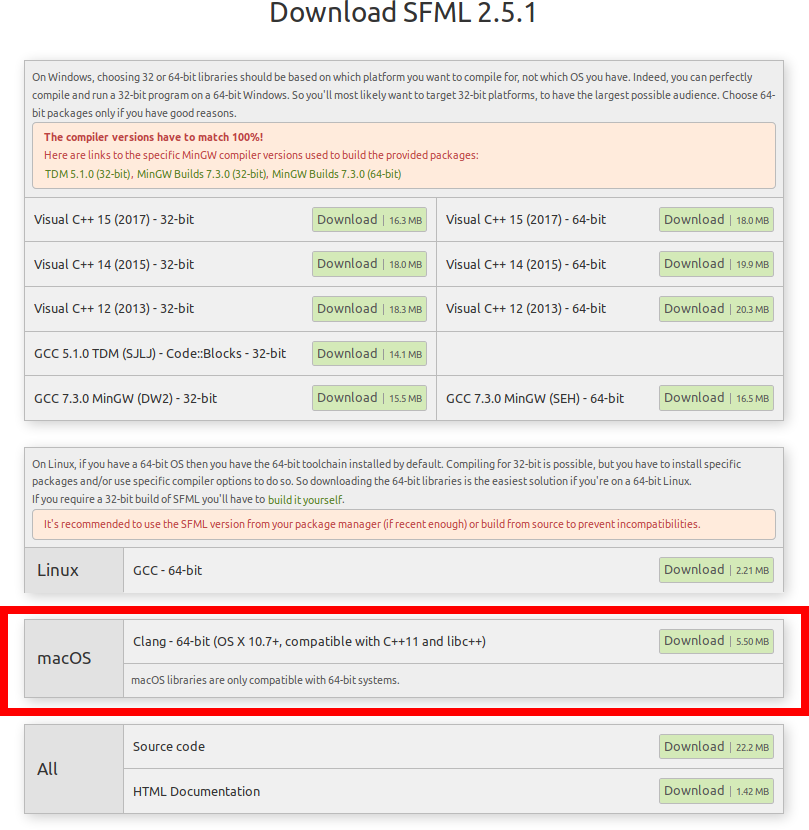 Download SFML 2.5.1
On Windows, choosing 32 or 64-bit libraries should be based on which platform you want to compile for, not which OS you have. Indeed, you can perfectly
compile and run a 32-bit program on a 64-bit Windows. So you'll most likely want to target 32-bit platforms, to have the largest possible audience. Choose 64-
bit packages only if you have good reasons.
The compiler versions have to match 100%!
Here are links to the specific MinGW compiler versions used to build the provided packages:
TDM 5.1.0 (32-bit), MinGW Builds 7.3.0 (32-bit), MinGW Builds 7.3.0 (64-bit)
Visual C++ 15 (2017) - 32-bit Download | 16.3 MB Visual C++ 15 (2017) - 64-bit Download | 18.0 MB
Visual C++ 14 (2015) - 32-bit Download | 18.0 MB Visual C++ 14 (2015) - 64-bit Download | 19.9 MB
Visual C++ 12 (2013) - 32-bit Download | 18.3 MB Visual C++ 12 (2013) - 64-bit Download | 20.3 MB
GCC 5.1.0 TDM (SJLJ) - Code::Blocks - 32-bit Download | 14.1 MB
GCC 7.3.0 MinGW (DW2) - 32-bit Download | 15.5 MB GCC 7.3.0 MinGW (SEH) - 64-bit Download | 16.5 MB
On Linux, if you have a 64-bit OS then you have the 64-bit toolchain installed by default. Compiling for 32-bit is possible, but you have to install specific
packages and/or use specific compiler options to do so. So downloading the 64-bit libraries is the easiest solution if you're on a 64-bit Linux.
If you require a 32-bit build of SFML you'll have to build it yourself.
It's recommended to use the SFML version from your package manager (if recent enough) or build from source to prevent incompatibilities.
Linux GCC - 64-bit Download | 2.21 MB
macOS Clang - 64-bit (OS X 10.7+, compatible with C++11 and libc++) Download | 5.50 MB
macOS libraries are only compatible with 64-bit systems.
All Source code Download | 22.2 MB
HTML Documentation Download | 1.42 MB